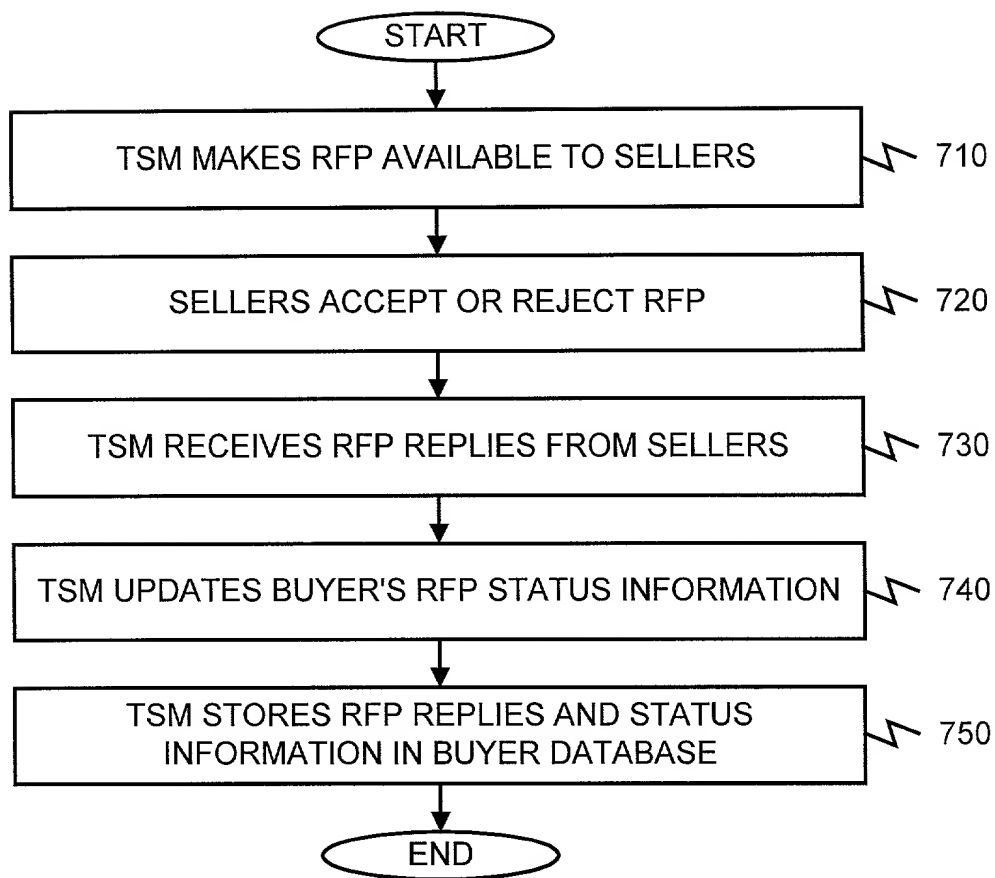 START
TSM MAKES RFP AVAILABLE TO SELLERS
710
SELLERS ACCEPT OR REJECT RFP
720
TSM RECEIVES RFP REPLIES FROM SELLERS
730
TSM UPDATES BUYER'S RFP STATUS INFORMATION
740
TSM STORES RFP REPLIES AND STATUS
INFORMATION IN BUYER DATABASE
750
END